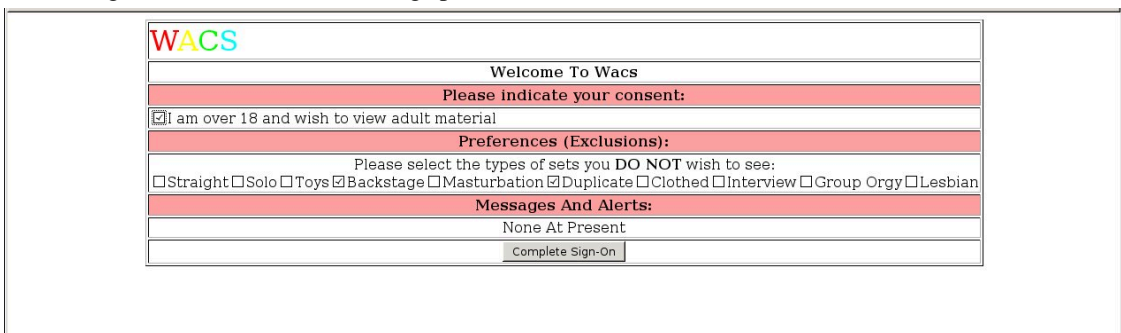 WACS
Welcome To Wacs
Please indicate your consent:
I am over 18 and wish to view adult material
Preferences (Exclusions):
Please select the types of sets you DO NOT wish to see:
Straight Solo Toys Backstage Masturbation Duplicate Clothed Interview Group Orgy Lesbian
Messages And Alerts:
None At Present
Complete Sign-On